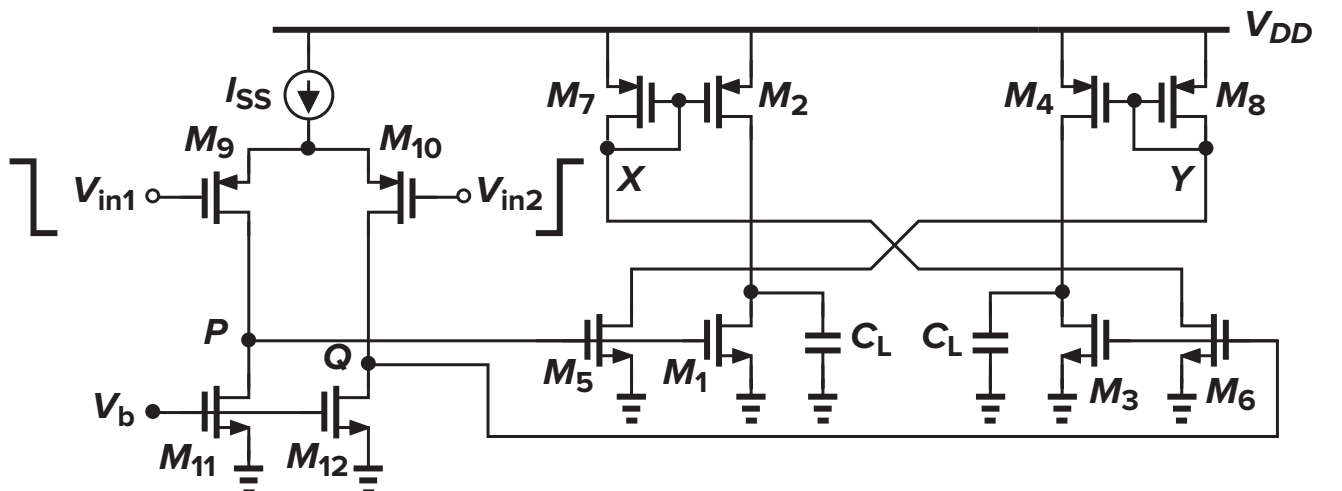 V_DD
I_SS
M_7
M_2
M_4
M_8
M_9
M_10
V_in1
V_in2
X
Y
P
Q
M_5
M_1
C_L
C_L
M_3
M_6
V_b
M_11
M_12